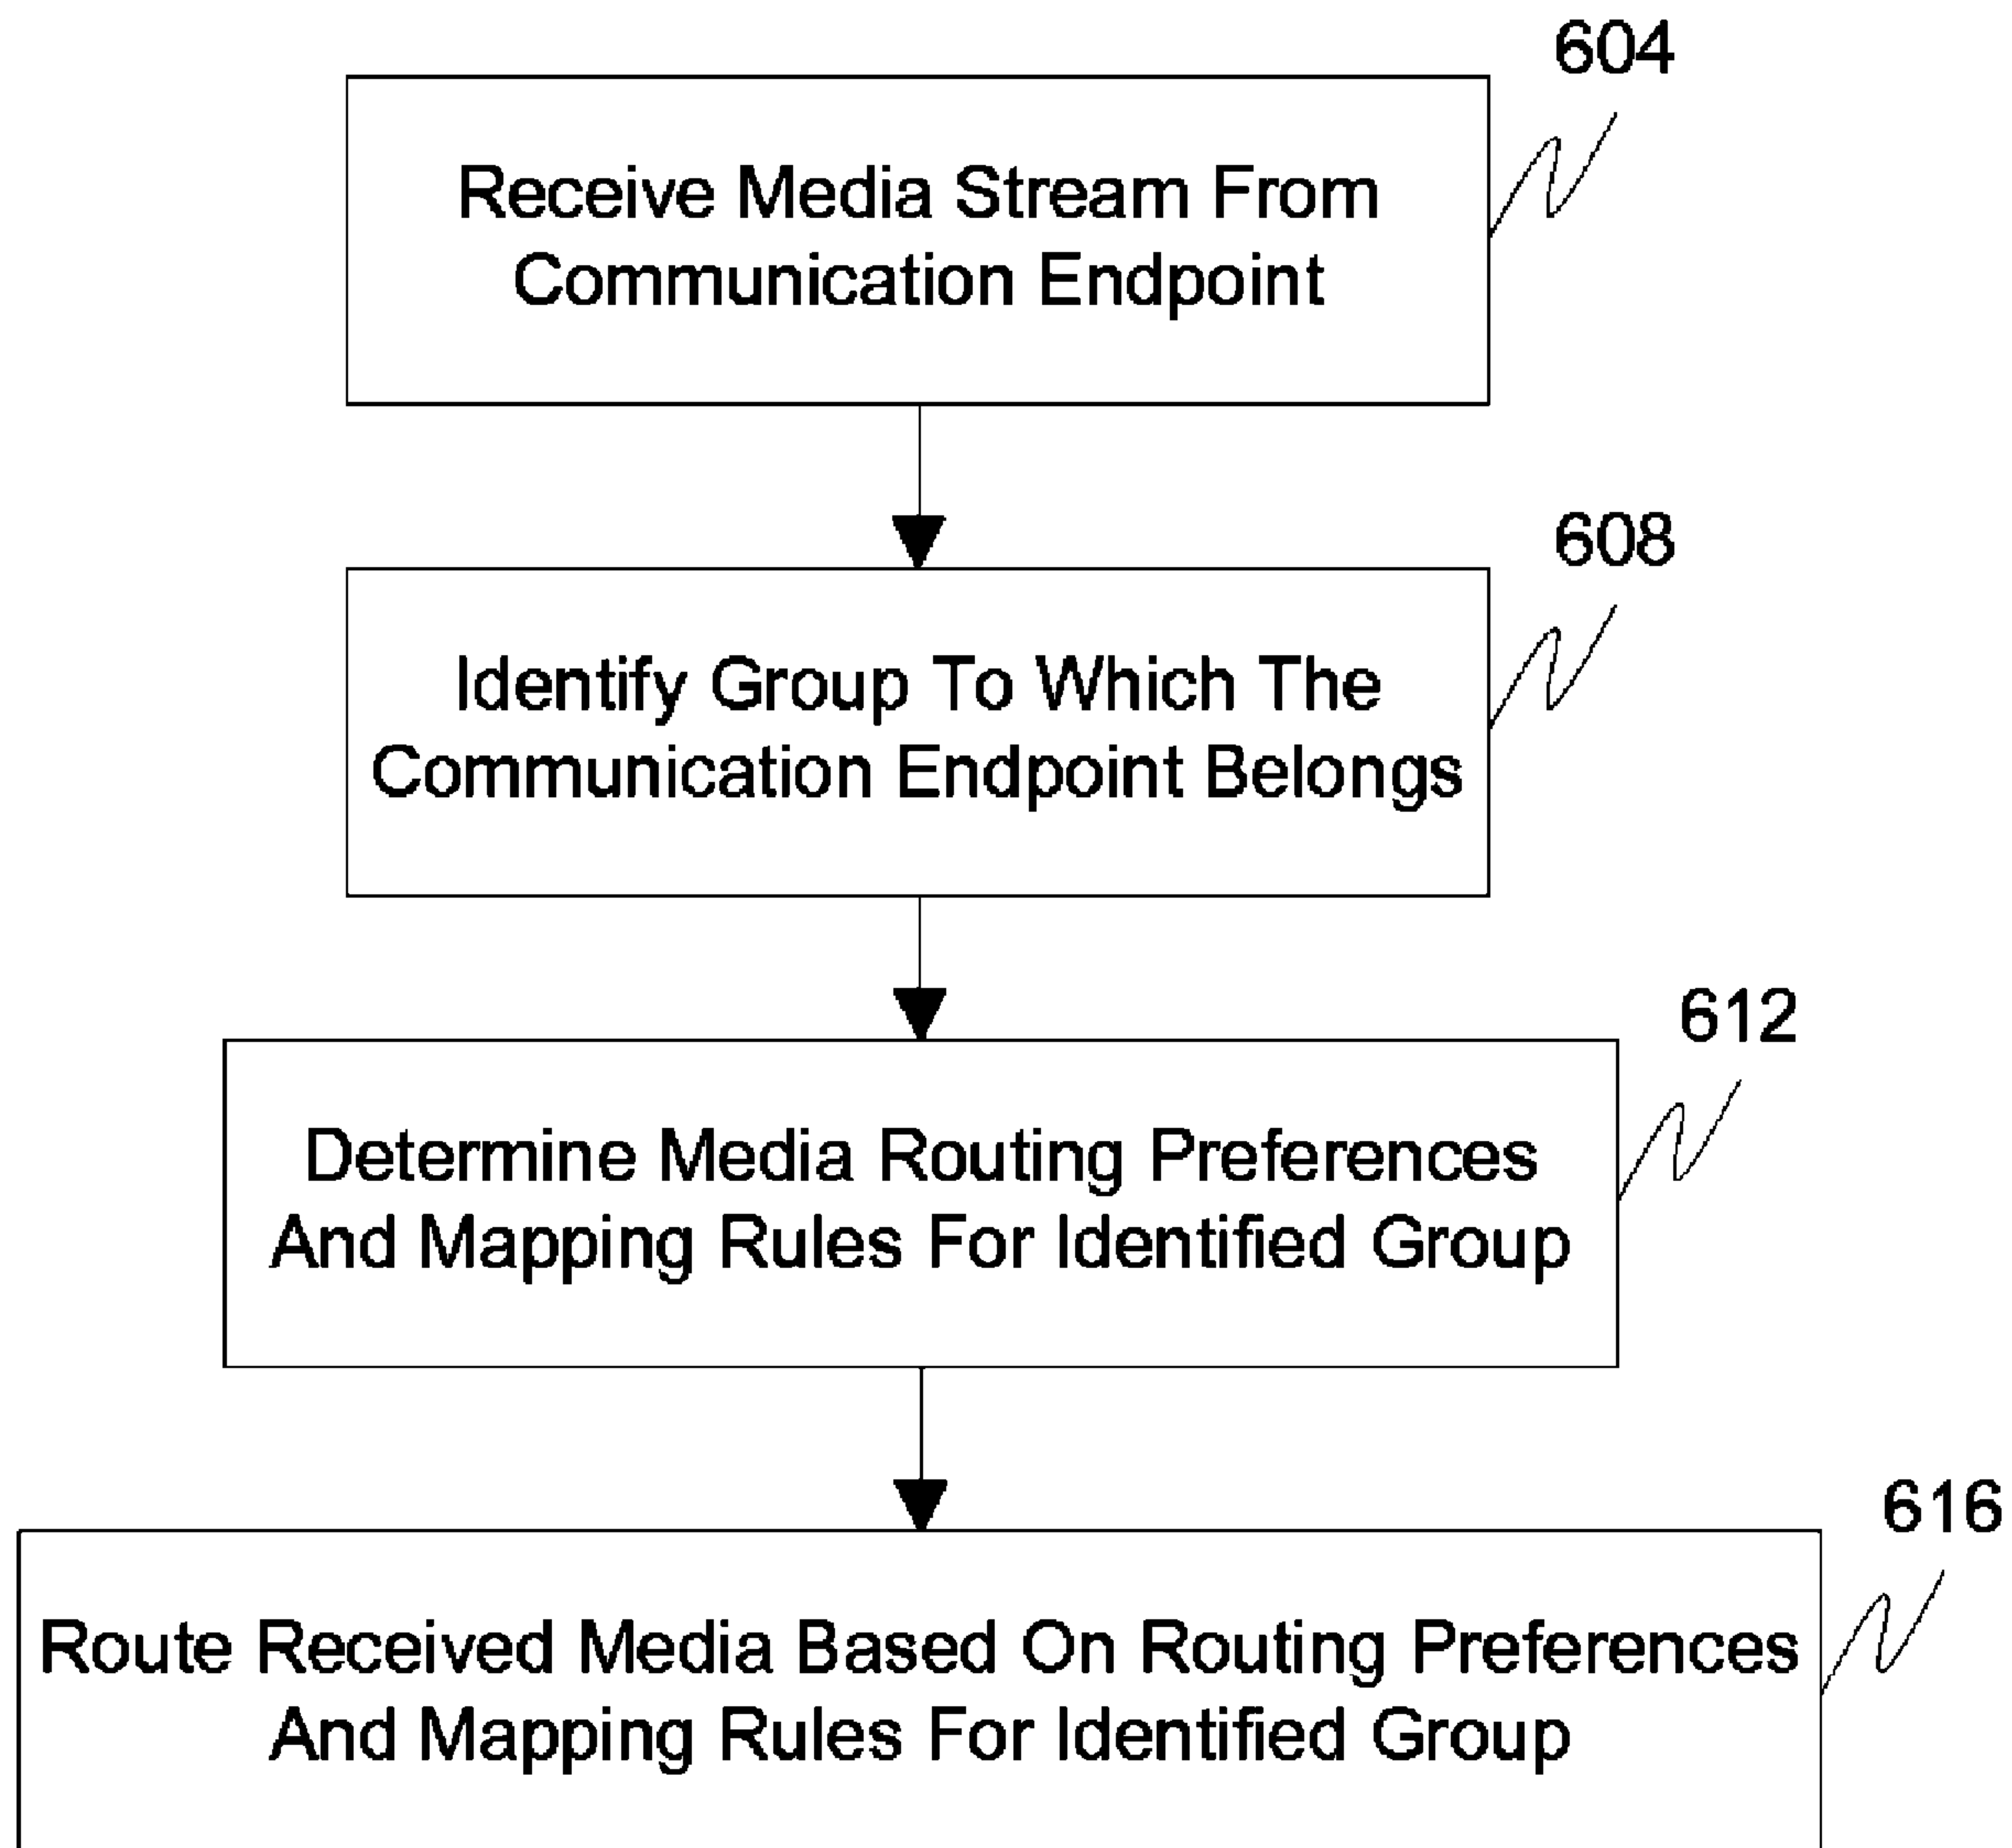 604
Receive Media Stream From
Communication Endpoint
608
Identify Group To Which The
Communication Endpoint Belongs
612
Determine Media Routing Preferences
And Mapping Rules For Identified Group
616
Route Received Media Based On Routing Preferences
And Mapping Rules For Identified Group